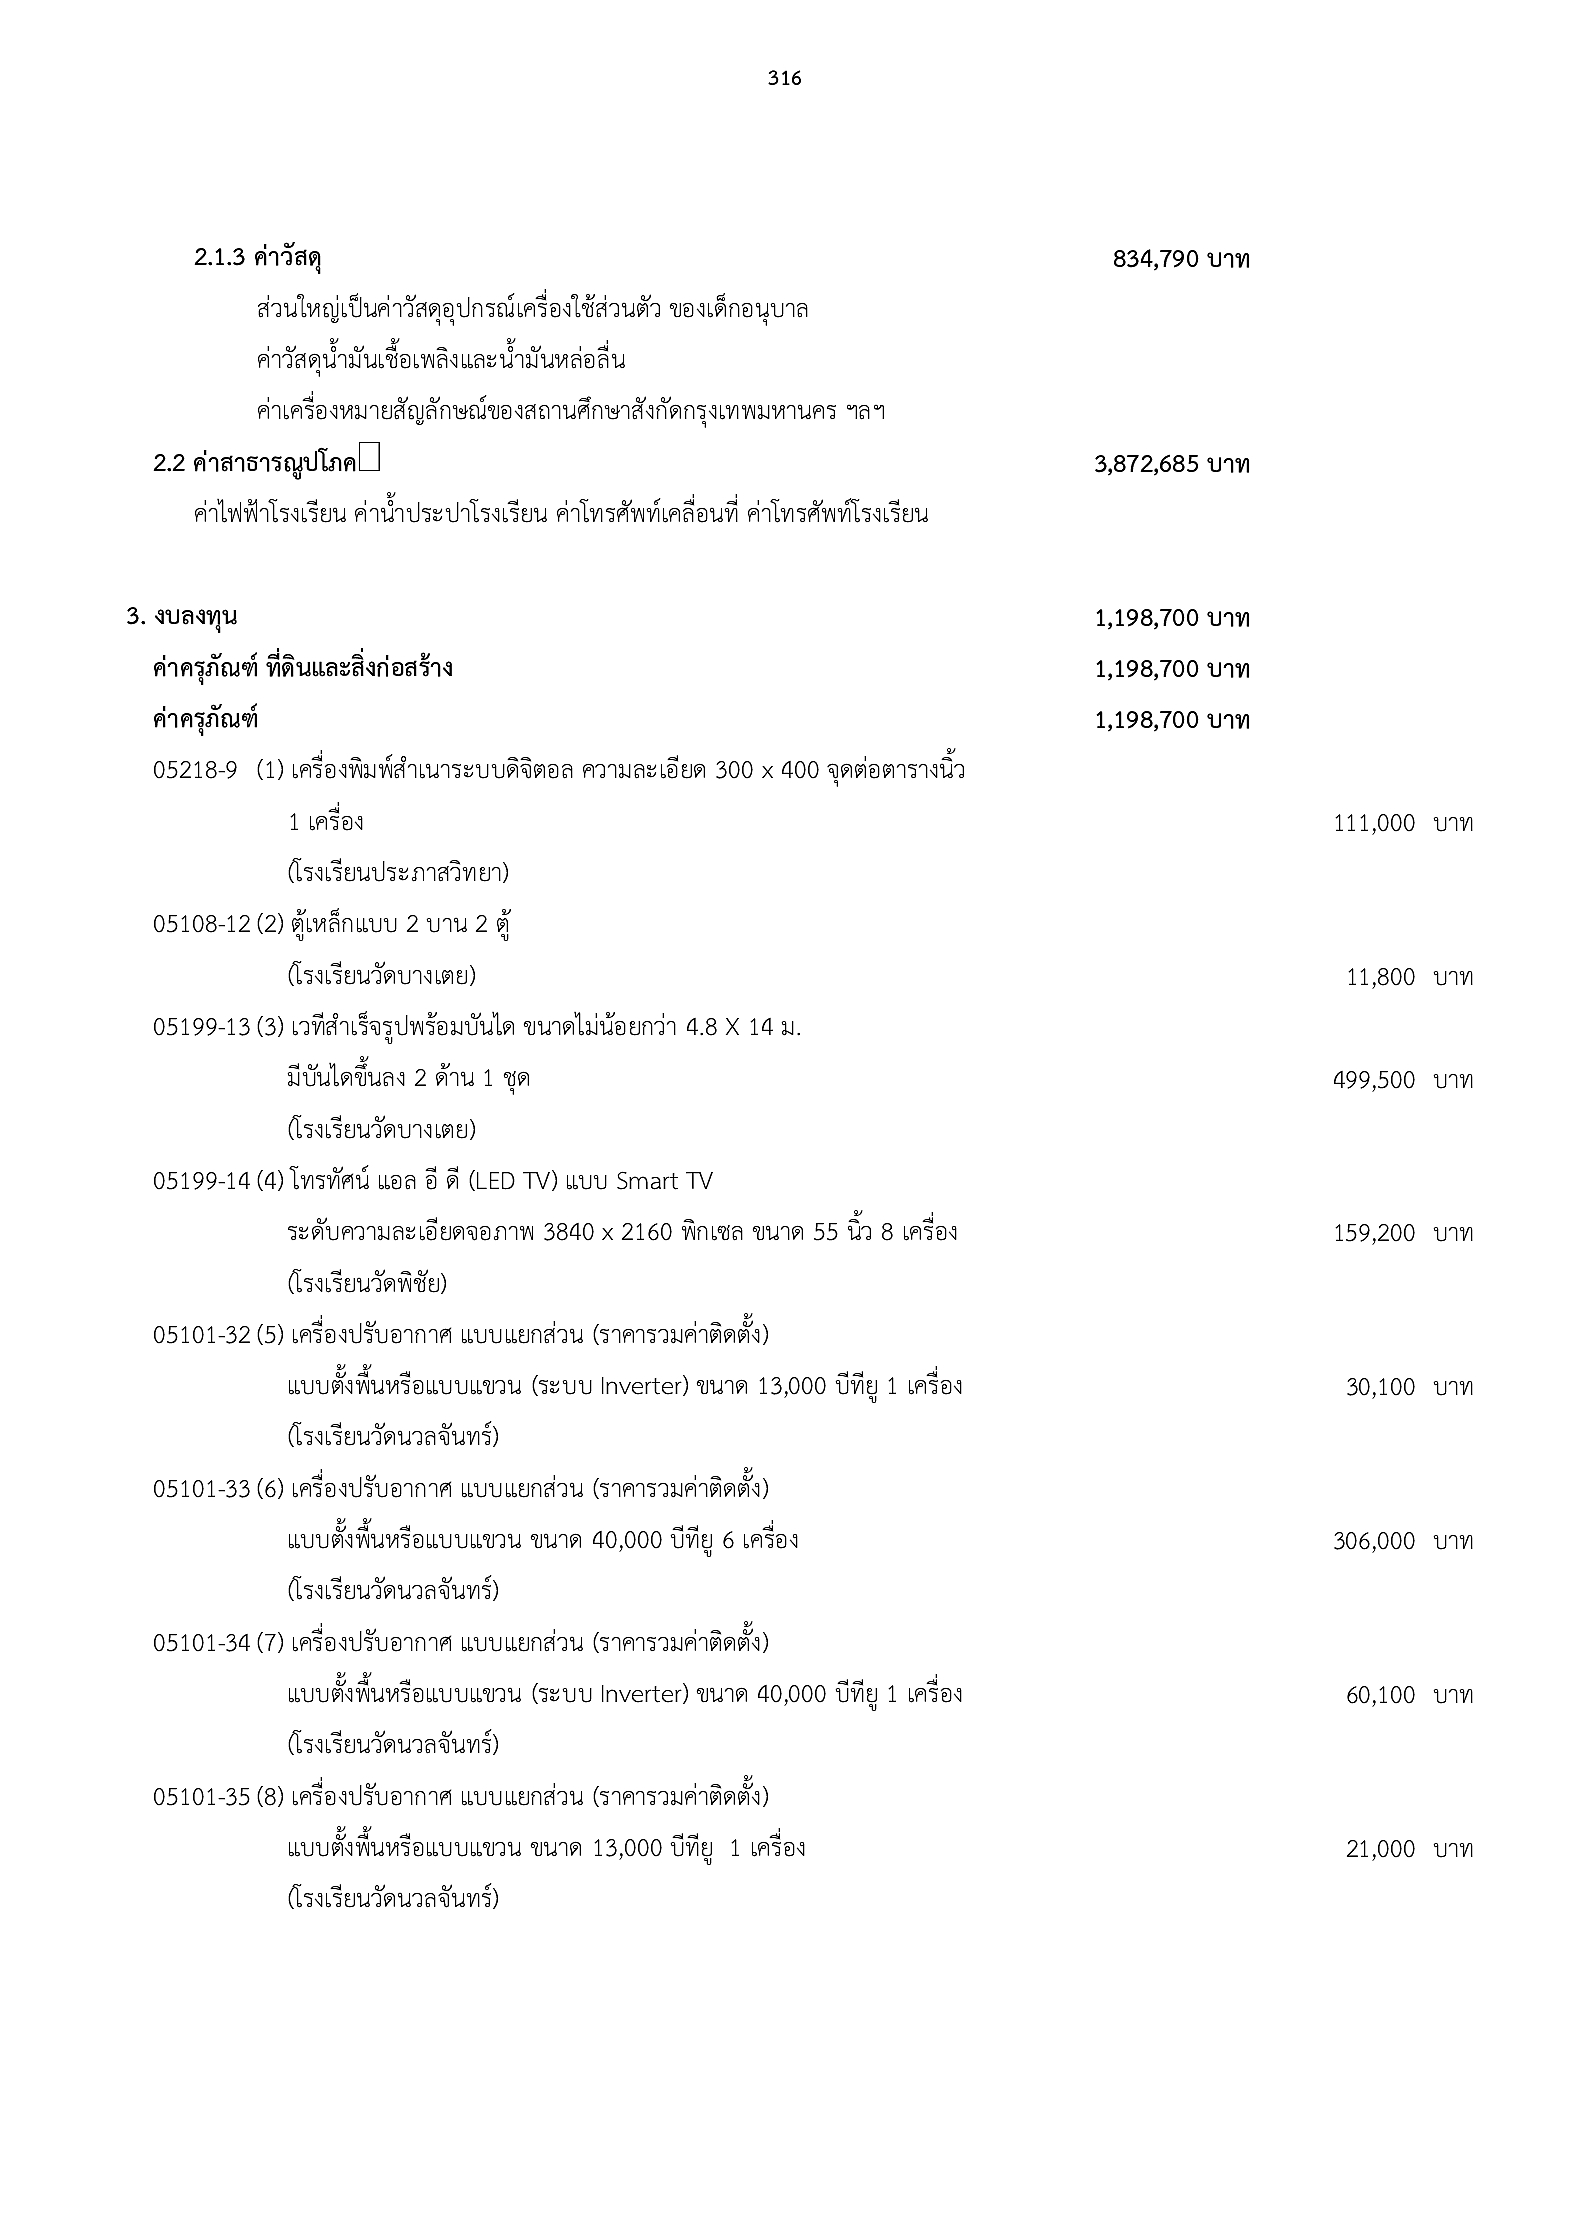 316
2.1.3 ค่าวัสดุ 834,790 บาท
ส่วนใหญ่เป็นค่าวัสดุอุปกรณ์เครื่องใช้ส่วนตัว ของเด็กอนุบาล
ค่าวัสดุน้ำมันเชื้อเพลิงและน้ำมันหล่อลื่น
ค่าเครื่องหมายสัญลักษณ์ของสถานศึกษาสังกัดกรุงเทพมหานคร ฯลฯ
2.2 ค่าสาธารณูปโภค 3,872,685 บาท
ค่าไฟฟ้าโรงเรียน ค่าน้ำประปาโรงเรียน ค่าโทรศัพท์เคลื่อนที่ ค่าโทรศัพท์โรงเรียน
3. งบลงทุน 1,198,700 บาท
ค่าครุภัณฑ์ ที่ดินและสิ่งก่อสร้าง 1,198,700 บาท
ค่าครุภัณฑ์ 1,198,700 บาท
05218-9 (1) เครื่องพิมพ์สำเนาระบบดิจิตอล ความละเอียด 300 x 400 จุดต่อตารางนิ้ว
1 เครื่อง 111,000 บาท
(โรงเรียนประภาสวิทยา)
05108-12 (2) ตู้เหล็กแบบ 2 บาน 2 ตู้
(โรงเรียนวัดบางเตย) 11,800 บาท
05199-13 (3) เวทีสำเร็จรูปพร้อมบันได ขนาดไม่น้อยกว่า 4.8 X 14 ม.
มีบันไดขึ้นลง 2 ด้าน 1 ชุด 499,500 บาท
(โรงเรียนวัดบางเตย)
05199-14 (4) โทรทัศน์ แอล อี ดี (LED TV) แบบ Smart TV
ระดับความละเอียดจอภาพ 3840 x 2160 พิกเซล ขนาด 55 นิ้ว 8 เครื่อง 159,200 บาท
(โรงเรียนวัดพิชัย)
05101-32 (5) เครื่องปรับอากาศ แบบแยกส่วน (ราคารวมค่าติดตั้ง)
แบบตั้งพื้นหรือแบบแขวน (ระบบ Inverter) ขนาด 13,000 บีทียู 1 เครื่อง 30,100 บาท
(โรงเรียนวัดนวลจันทร์)
05101-33 (6) เครื่องปรับอากาศ แบบแยกส่วน (ราคารวมค่าติดตั้ง)
แบบตั้งพื้นหรือแบบแขวน ขนาด 40,000 บีทียู 6 เครื่อง 306,000 บาท
(โรงเรียนวัดนวลจันทร์)
05101-34 (7) เครื่องปรับอากาศ แบบแยกส่วน (ราคารวมค่าติดตั้ง)
แบบตั้งพื้นหรือแบบแขวน (ระบบ Inverter) ขนาด 40,000 บีทียู 1 เครื่อง 60,100 บาท
(โรงเรียนวัดนวลจันทร์)
05101-35 (8) เครื่องปรับอากาศ แบบแยกส่วน (ราคารวมค่าติดตั้ง)
แบบตั้งพื้นหรือแบบแขวน ขนาด 13,000 บีทียู 1 เครื่อง 21,000 บาท
(โรงเรียนวัดนวลจันทร์)